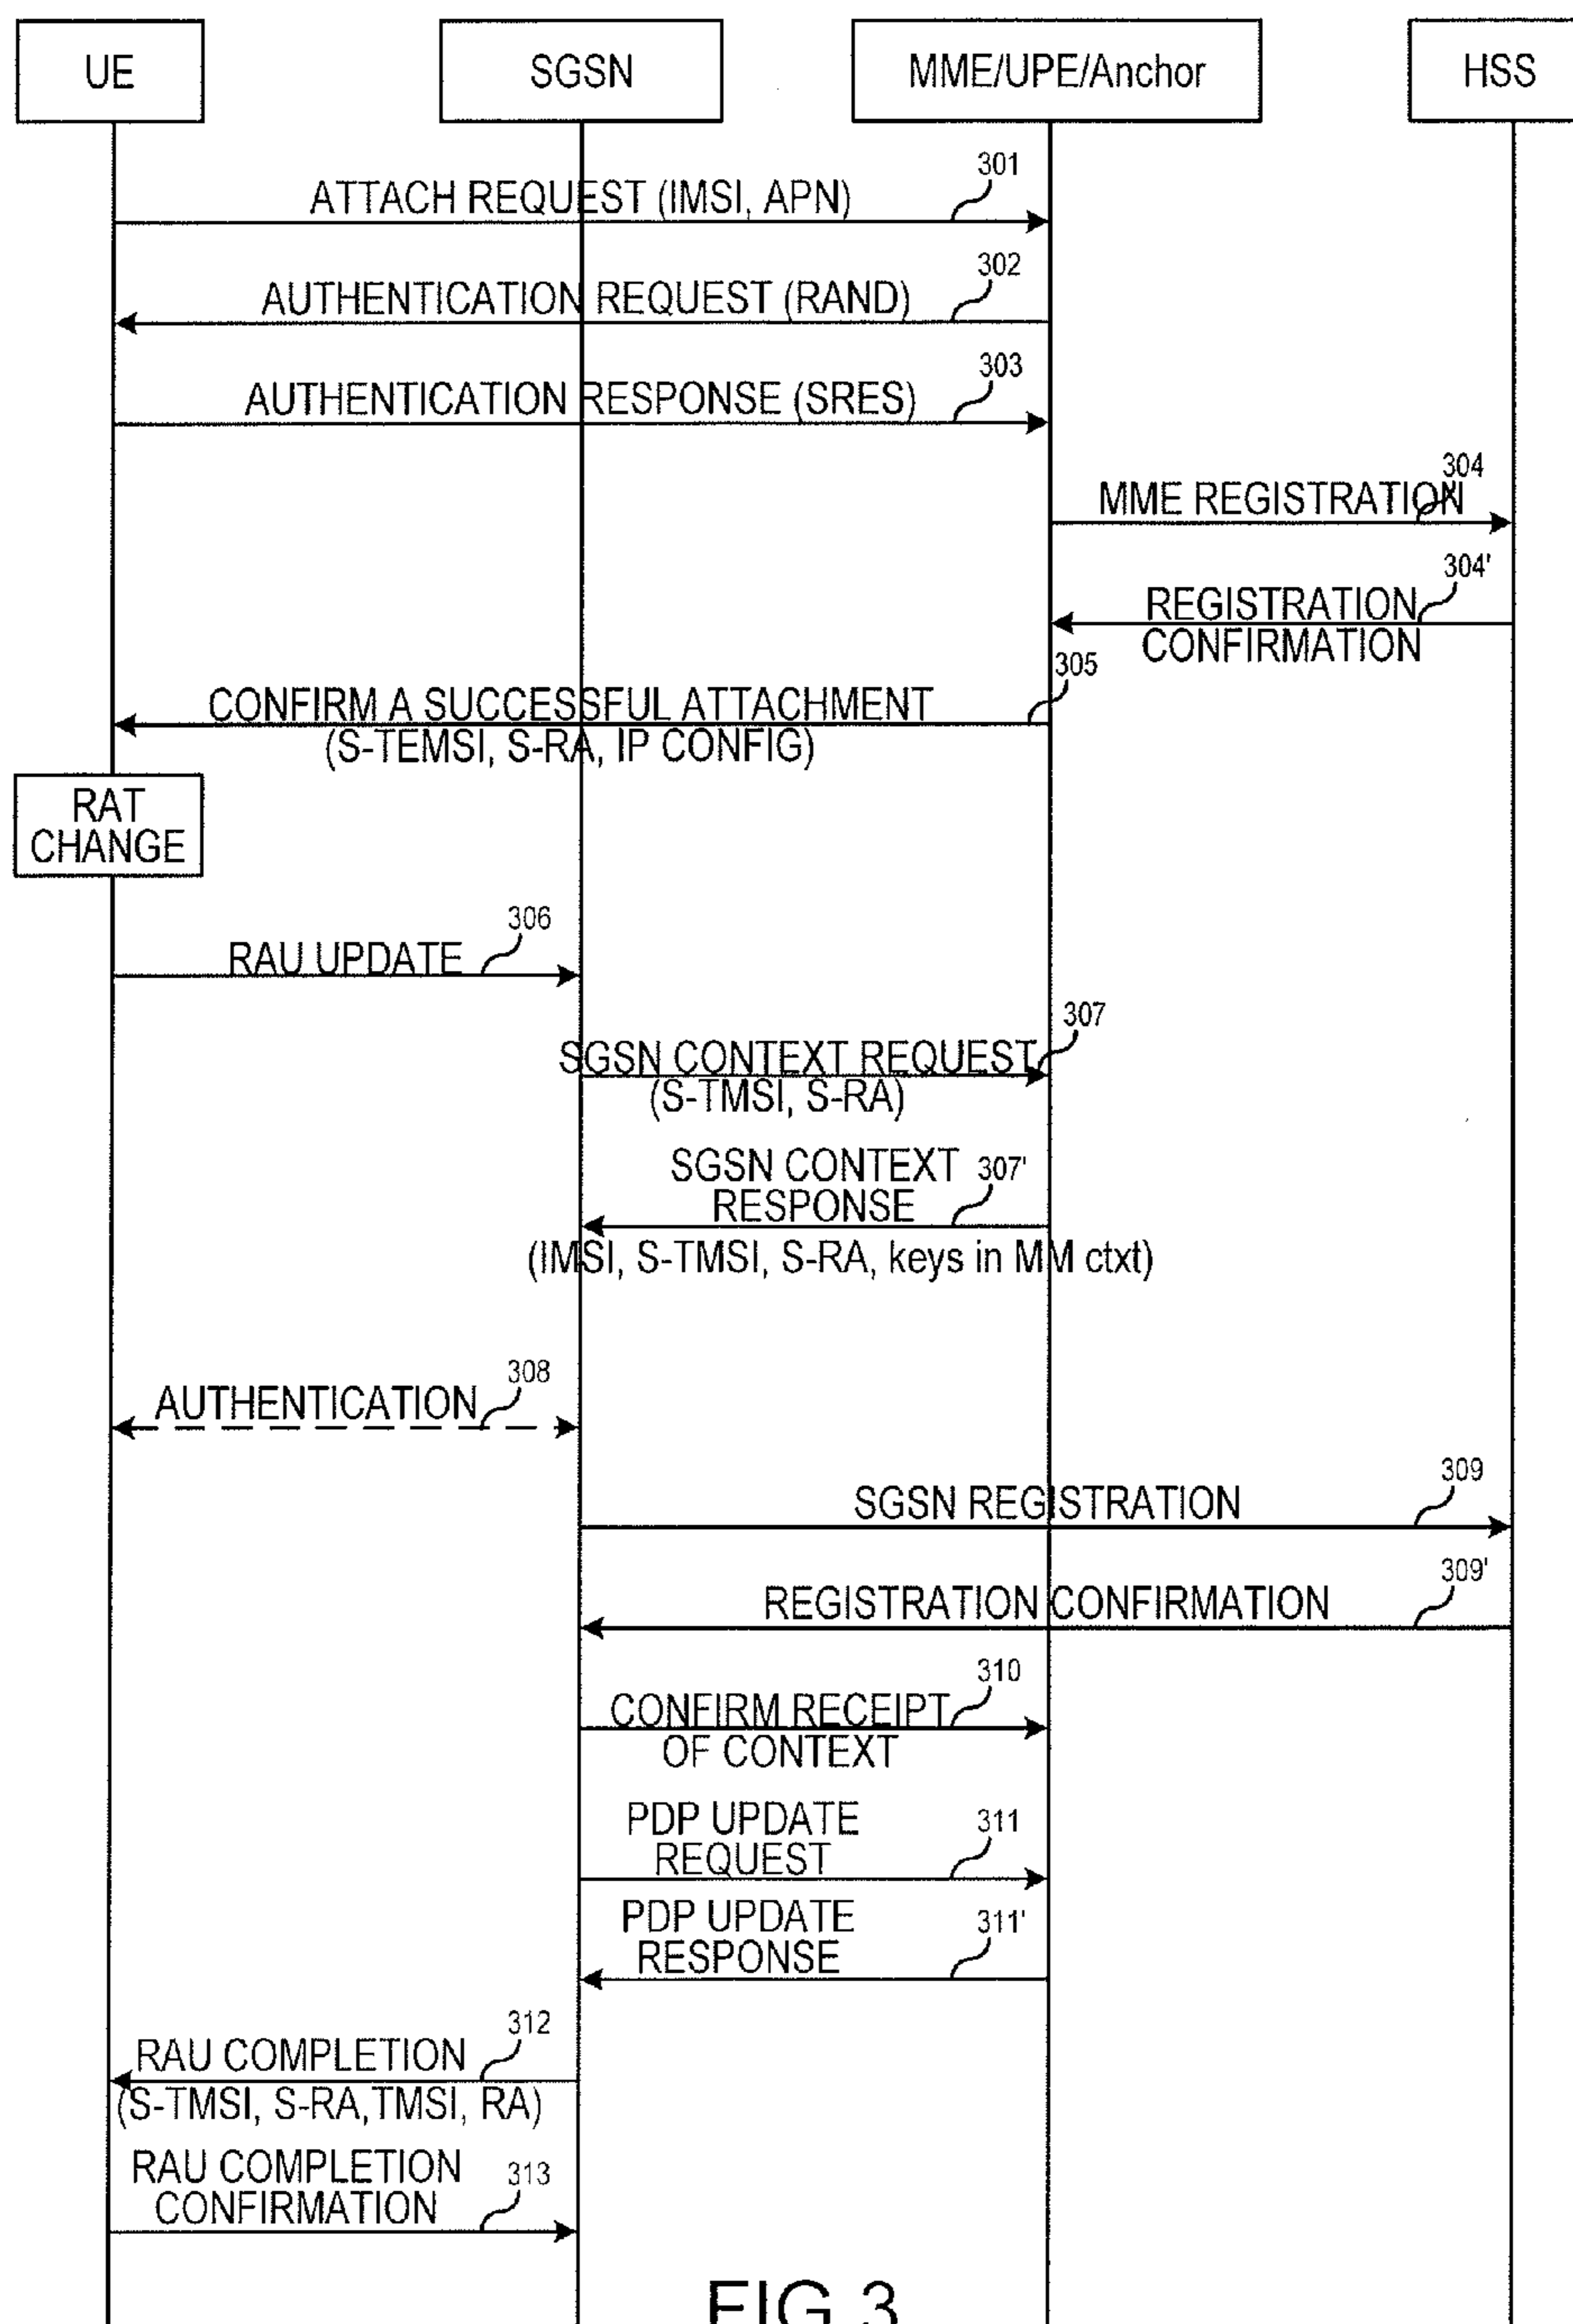 UE
SGSN
MME/UPE/Anchor
HSS
301
ATTACH REQUEST (IMSI, APN)
302
AUTHENTICATION REQUEST (RAND)
303
AUTHENTICATION RESPONSE (SRES)
304
MME REGISTRATION
304'
REGISTRATION
CONFIRMATION
305
CONFIRM A SUCCESSFUL ATTACHMENT
(S-TEMSI, S-RA, IP CONFIG)
RAT
CHANGE
306
RAU UPDATE
307
SGSN CONTEXT REQUEST
(S-TMSI, S-RA)
SGSN CONTEXT
307'
RESPONSE
(IMSI, S-TMSI, S-RA, keys in MM ctxt)
308
AUTHENTICATION
309
SGSN REGISTRATION
309'
REGISTRATION CONFIRMATION
310
CONFIRM RECEIPT
OF CONTEXT
PDP UPDATE
311
REQUEST
PDP UPDATE
311'
RESPONSE
312
RAU COMPLETION
(S-TMSI, S-RA,TMSI, RA)
RAU COMPLETION
313
CONFIRMATION
FIG 3